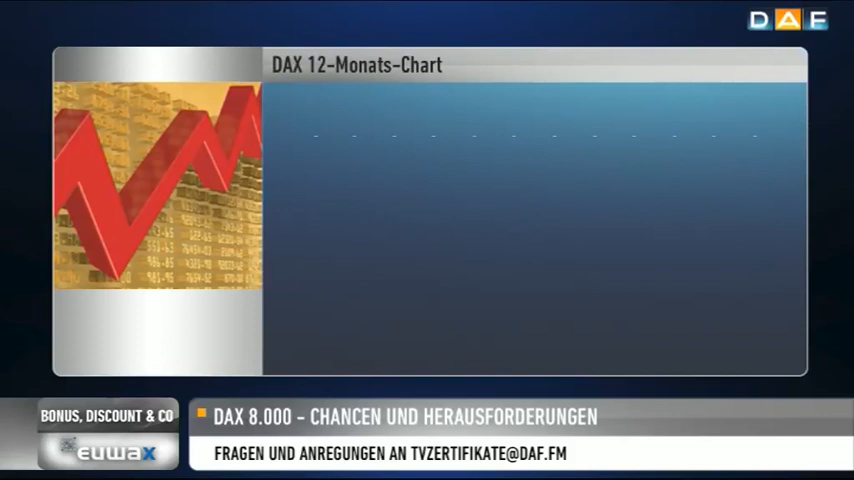 DAF
DAX 12-Monats-Chart
BONUS, DISCOUNT & CO
euwax
DAX 8.000 - CHANCEN UND HERAUSFORDERUNGEN
FRAGEN UND ANREGUNGEN AN TVZERTIFIKATE@DAF.FM